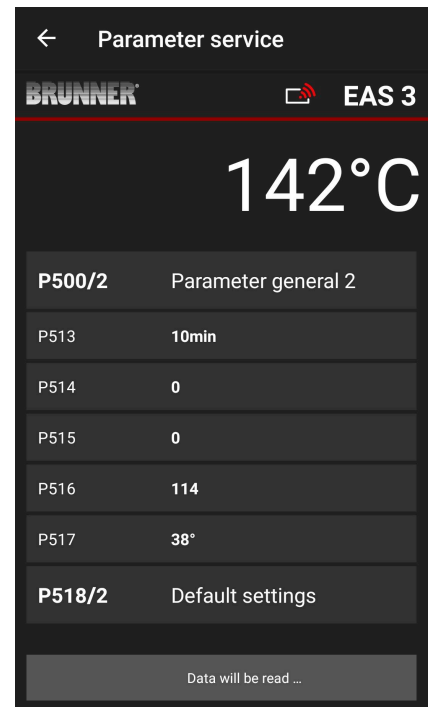 Parameter service
BRUNNER® EAS 3
142°C
P500/2 Parameter general 2
P513 10min
P514 0
P515 0
P516 114
P517 38°
P518/2 Default settings
Data will be read ...